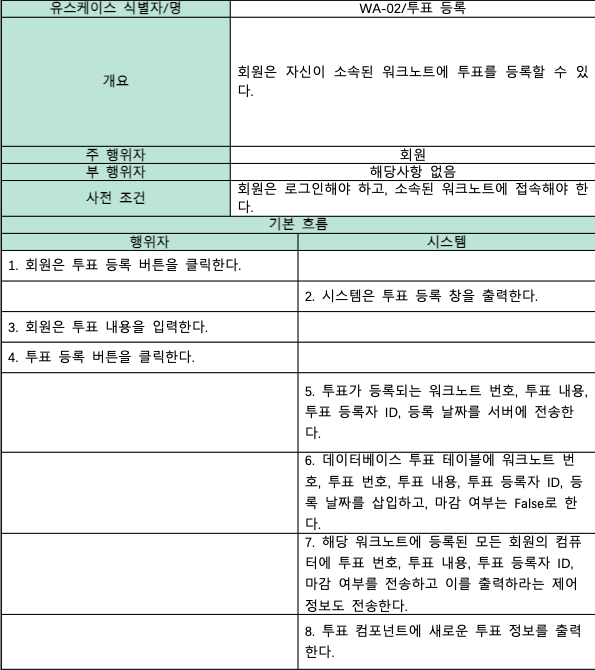 유스케이스 식별자/명
WA-02/투표 등록
개요
회원은 자신이 소속된 워크노트에 투표를 등록할 수 있
다.
주 행위자
회원
부 행위자
해당사항 없음
사전 조건
회원은 로그인해야 하고, 소속된 워크노트에 접속해야 한
다.
기본 흐름
행위자
시스템
1. 회원은 투표 등록 버튼을 클릭한다.
2. 시스템은 투표 등록 창을 출력한다.
3. 회원은 투표 내용을 입력한다.
4. 투표 등록 버튼을 클릭한다.
5. 투표가 등록되는 워크노트 번호, 투표 내용,
투표 등록자 ID, 등록 날짜를 서버에 전송한
다.
6. 데이터베이스 투표 테이블에 워크노트 번
호, 투표 번호, 투표 내용, 투표 등록자 ID, 등
록 날짜를 삽입하고, 마감 여부는 False로 한
다.
7. 해당 워크노트에 등록된 모든 회원의 컴퓨
터에 투표 번호, 투표 내용, 투표 등록자 ID,
마감 여부를 전송하고 이를 출력하라는 제어
정보도 전송한다.
8. 투표 컴포넌트에 새로운 투표 정보를 출력
한다.